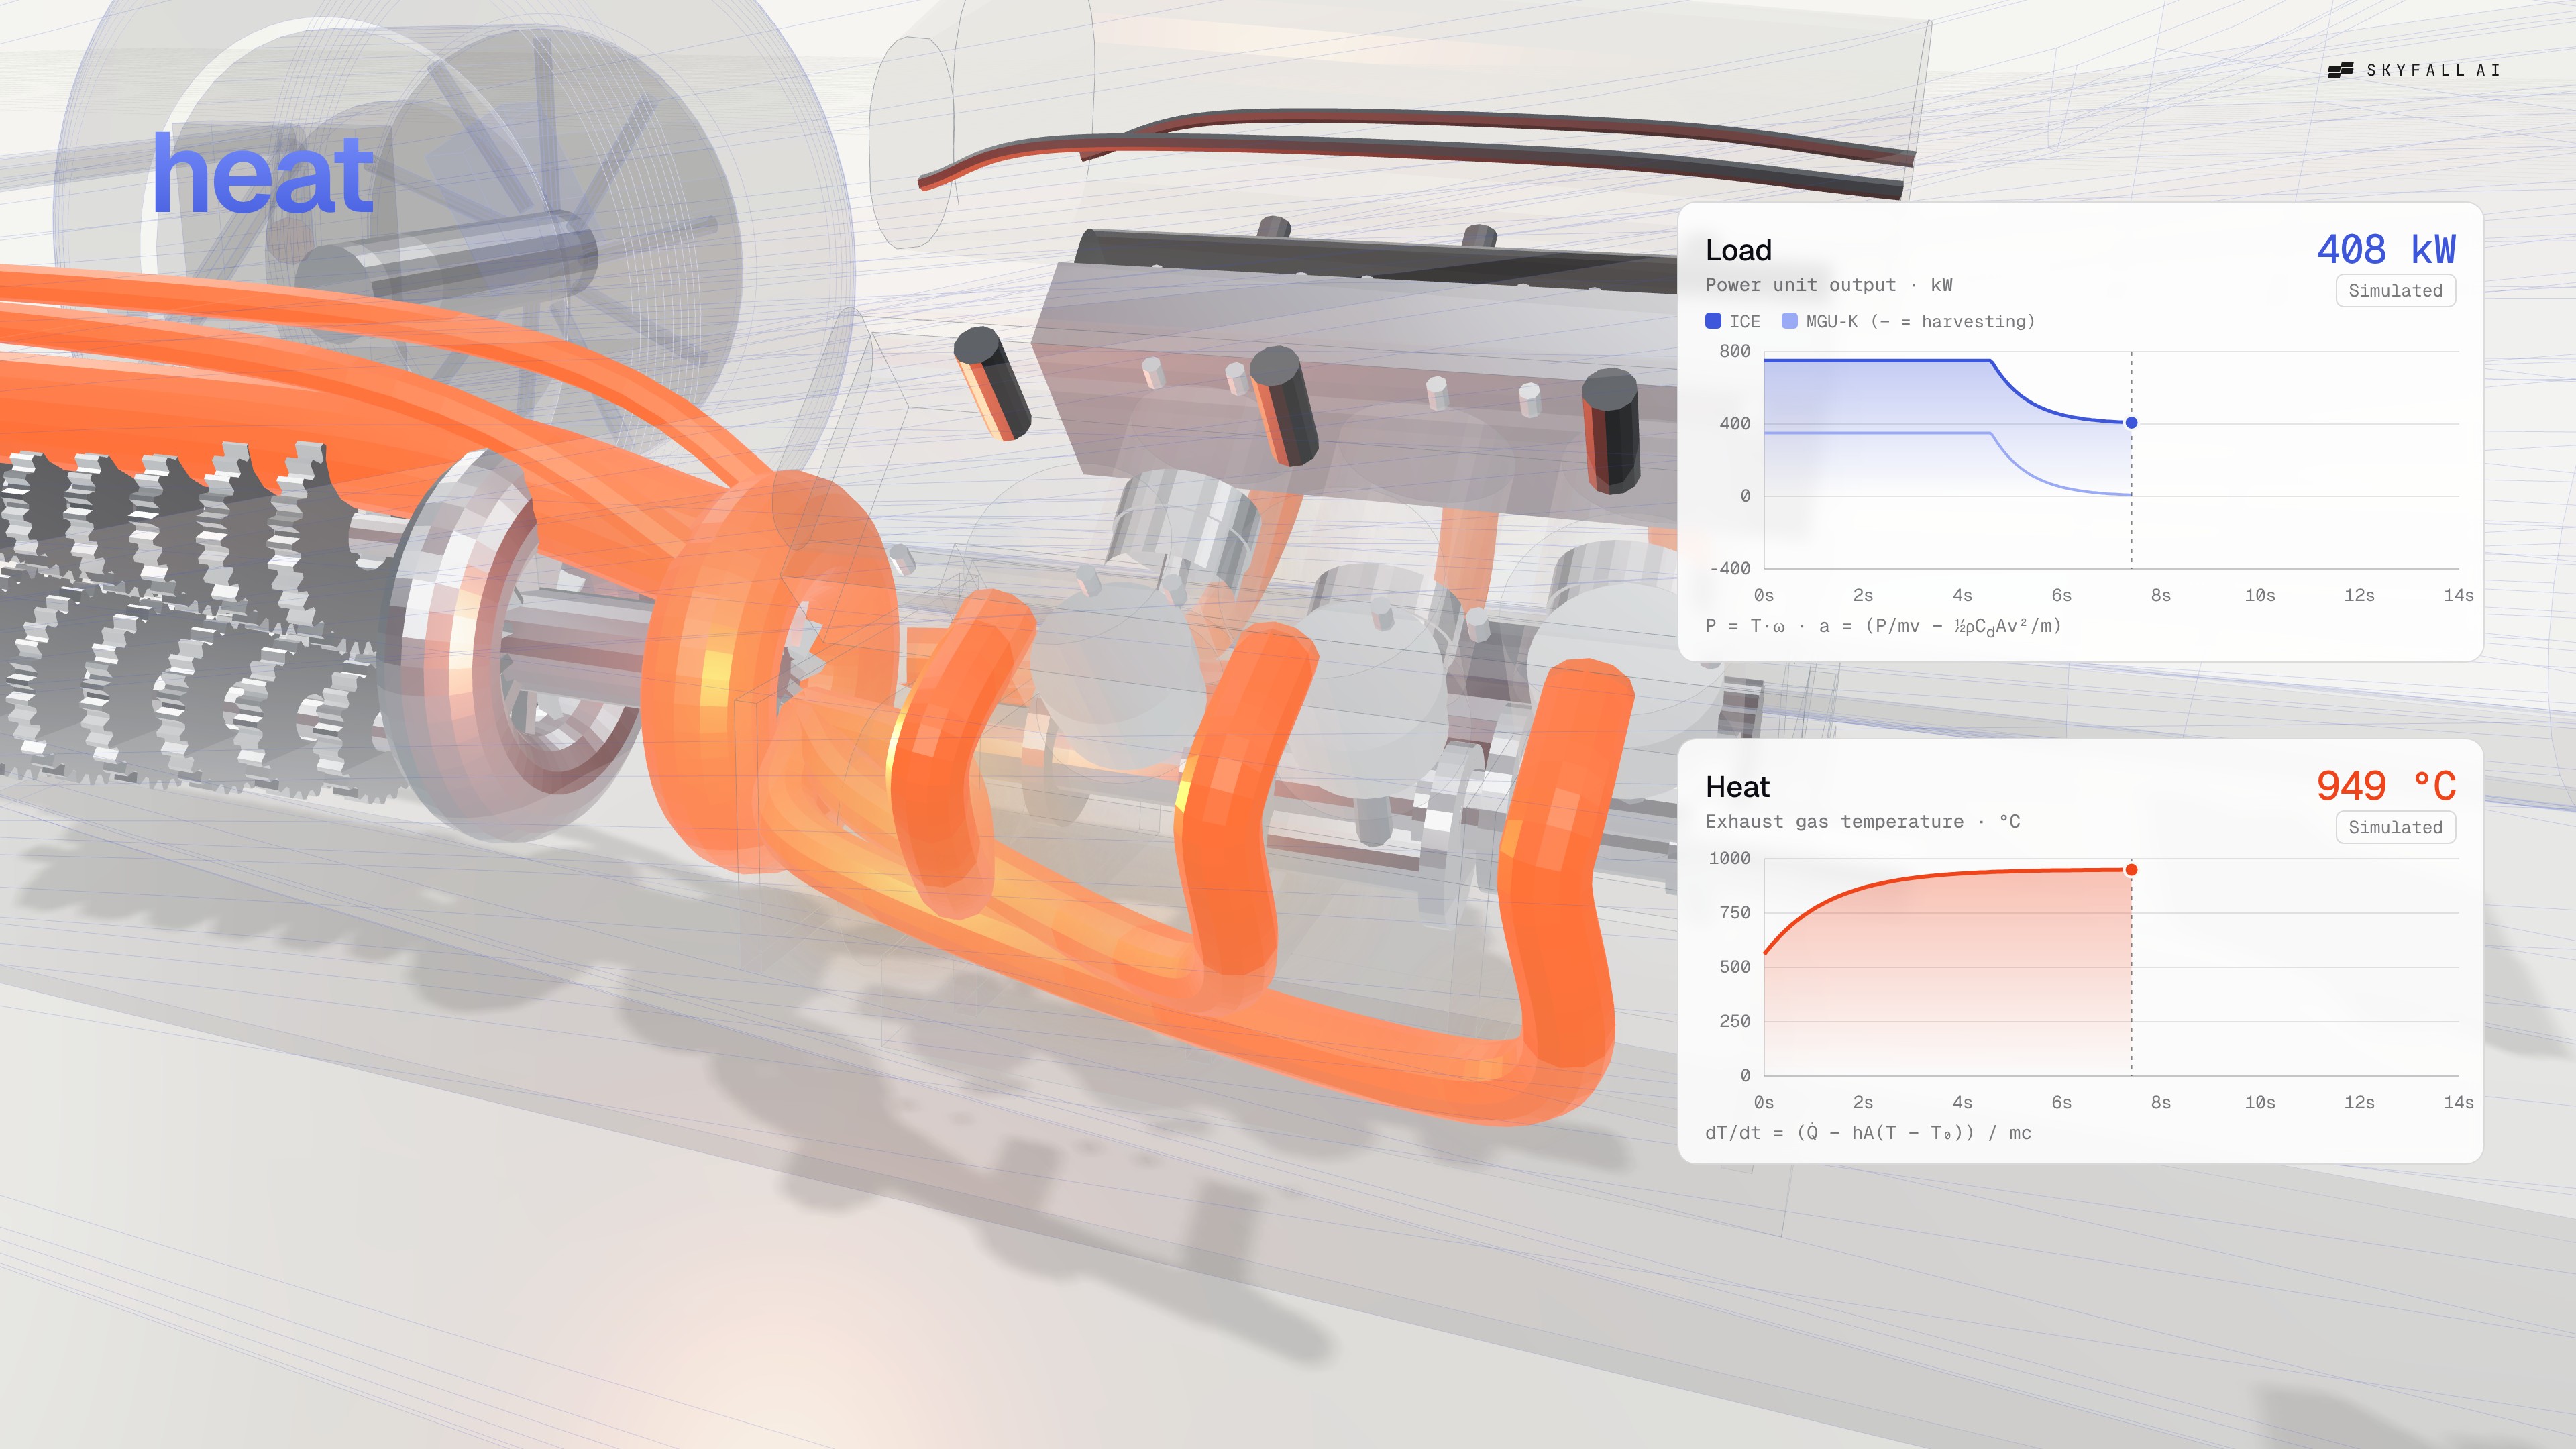 SKYFALL AI
heat
Load
408 kW
Power unit output · kW
Simulated
ICE MGU-K (− = harvesting)
800
400
0
-400
0s 2s 4s 6s 8s 10s 12s 14s
P = T·ω · a = (P/mv − ½ρC_dAv²/m)
Heat
949 °C
Exhaust gas temperature · °C
Simulated
1000
750
500
250
0
0s 2s 4s 6s 8s 10s 12s 14s
dT/dt = (Q̇ − hA(T − T₀)) / mc